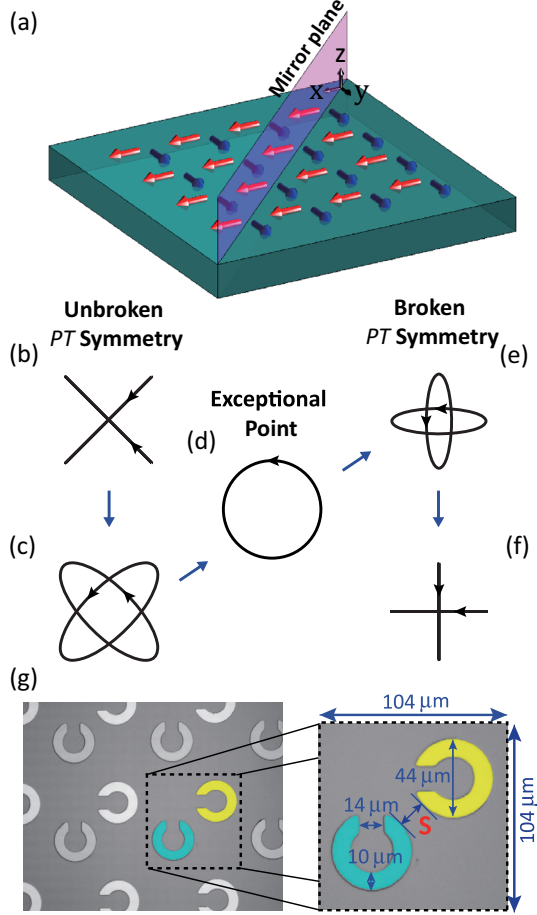 (a)
Mirror plane
z
x
y
Unbroken
PT Symmetry
Broken
PT Symmetry
(b)
(e)
Exceptional
Point
(d)
(c)
(f)
(g)
104 μm
44 μm
14 μm
S
10 μm
104 μm